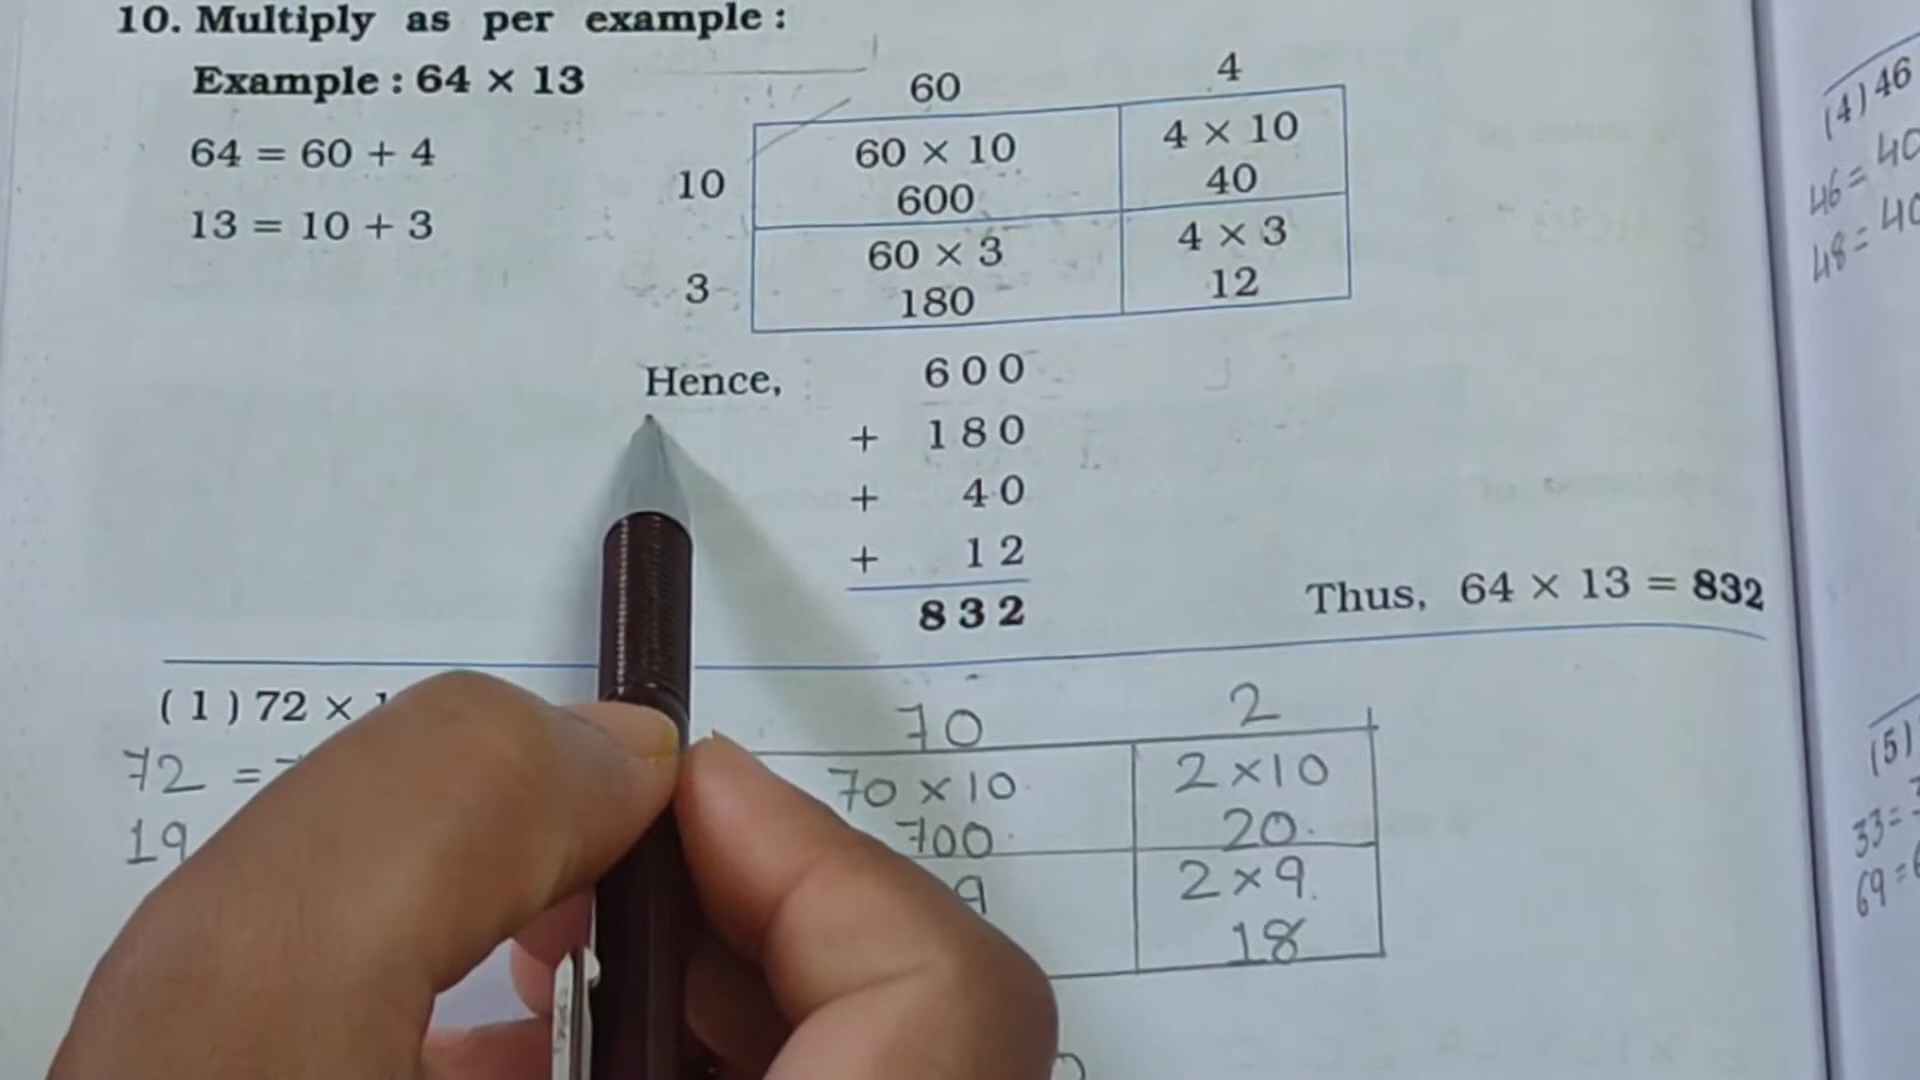 10. Multiply as per example :
Example : 64 × 13
64 = 60 + 4
13 = 10 + 3
60 4
10 60 × 10 4 × 10
600 40
3 60 × 3 4 × 3
180 12
Hence, 600
+ 180
+ 40
+ 12
832
Thus, 64 × 13 = 832
(1) 72 ×
72 =
19
70 2
70 × 10 2 × 10
700 20
9 2 × 9
18
(4) 46
46 = 40
48 = 40
(5)
33 =
69 =